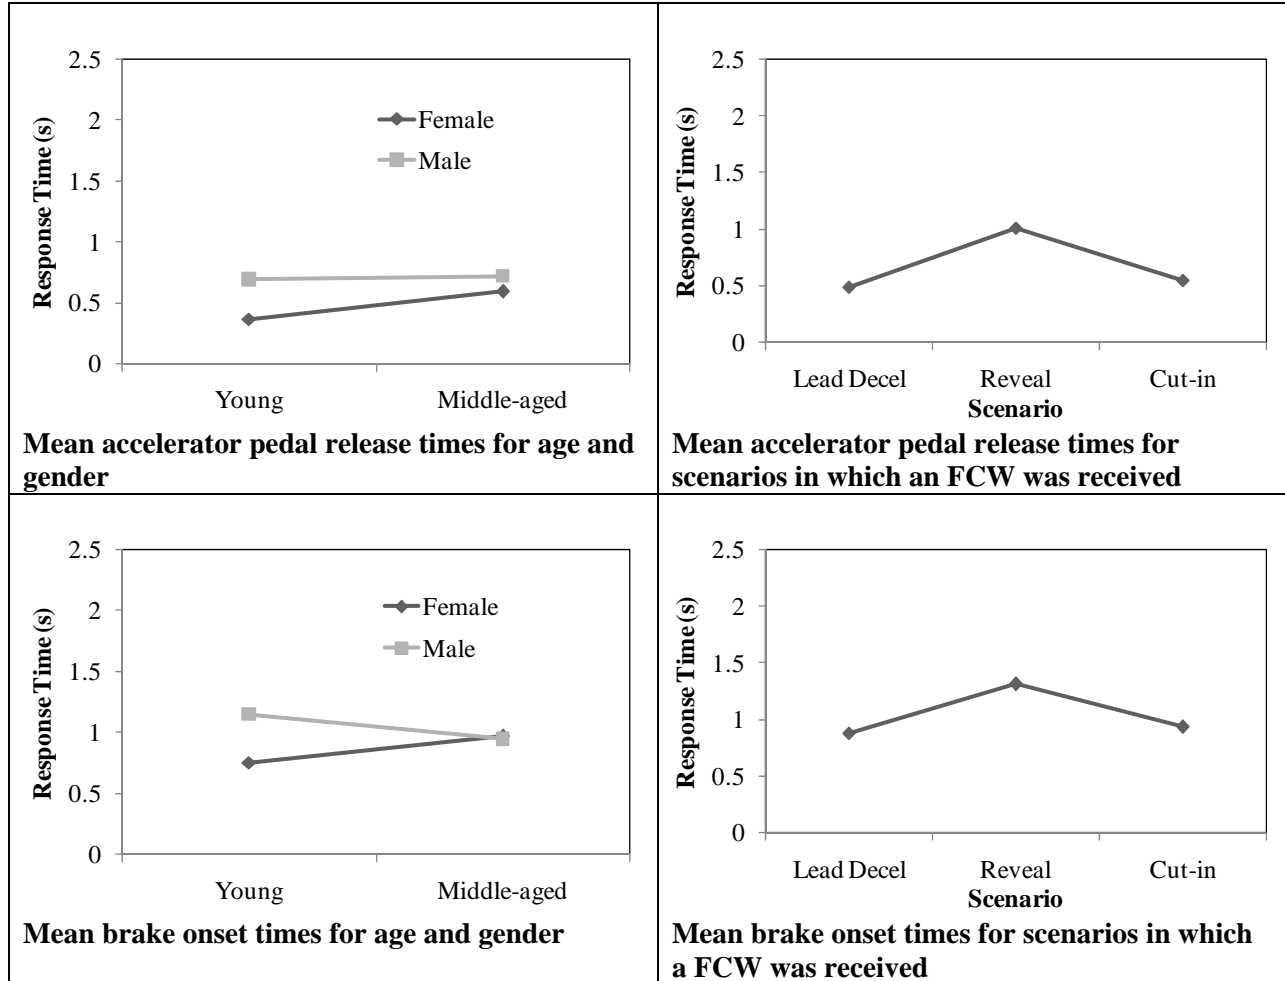 2.5
2
1.5
1
0.5
0
Response Time (s)
Female
Male
Young
Middle-aged
Mean accelerator pedal release times for age and
gender
2.5
2
1.5
1
0.5
0
Response Time (s)
Lead Decel
Reveal
Cut-in
Scenario
Mean accelerator pedal release times for
scenarios in which an FCW was received
2.5
2
1.5
1
0.5
0
Response Time (s)
Female
Male
Young
Middle-aged
Mean brake onset times for age and gender
2.5
2
1.5
1
0.5
0
Response Time (s)
Lead Decel
Reveal
Cut-in
Scenario
Mean brake onset times for scenarios in which
a FCW was received